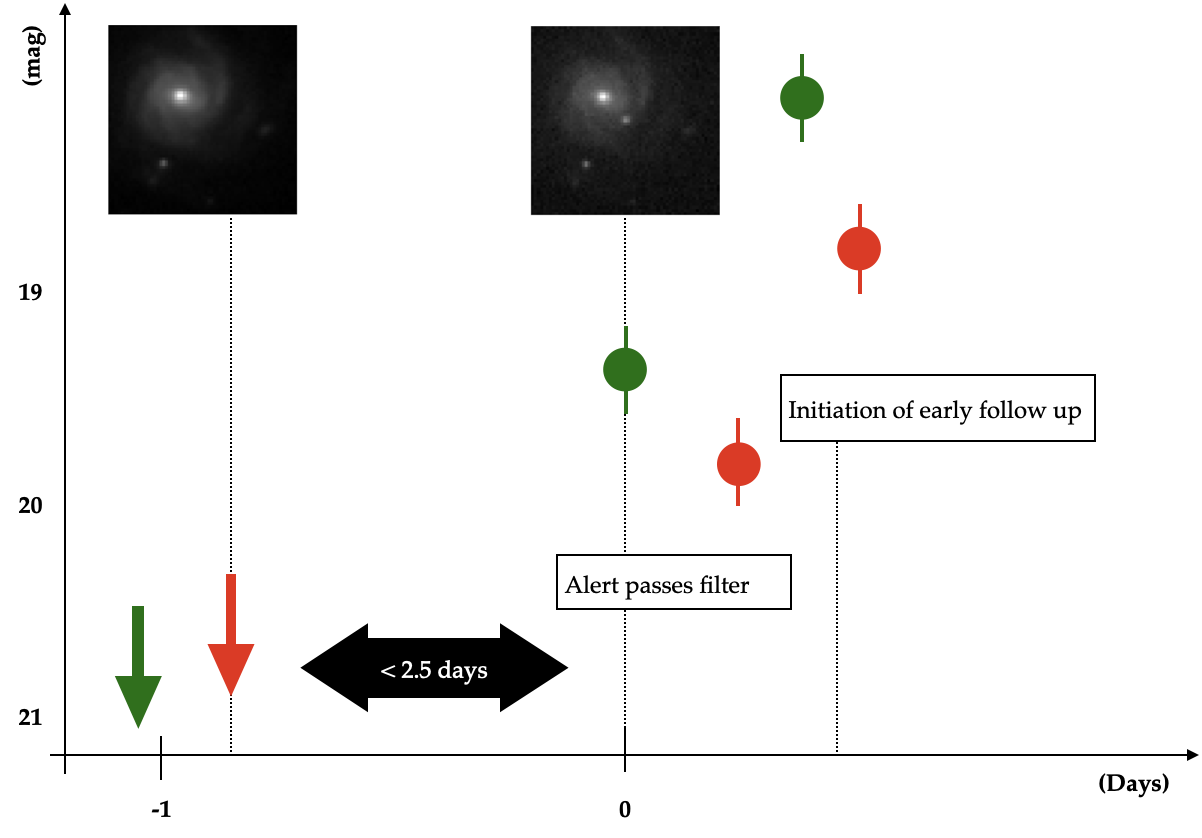 (mag)
19
Initiation of early follow up
20
Alert passes filter
< 2.5 days
21
(Days)
-1
0